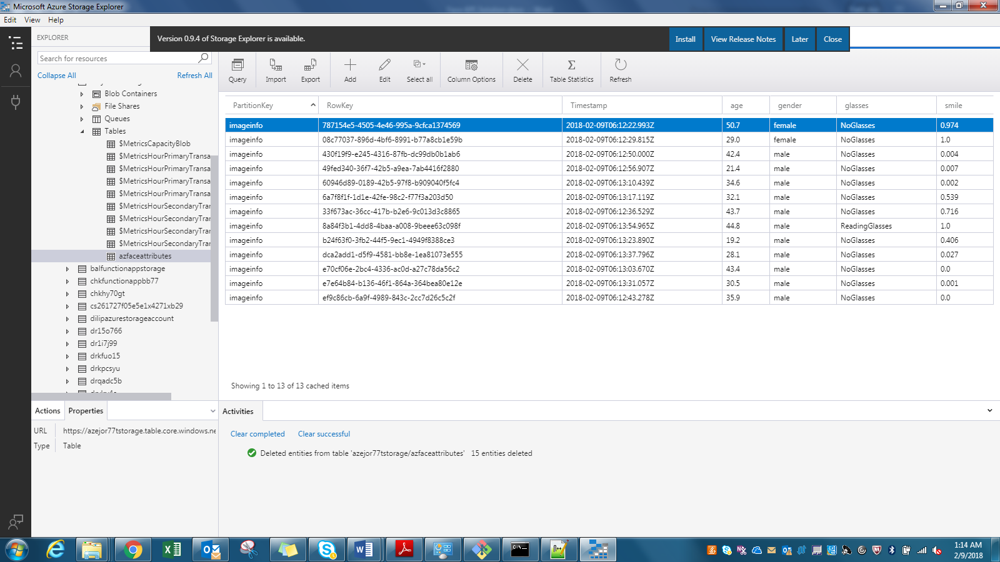 Microsoft Azure Storage Explorer
Edit View Help
EXPLORER
Version 0.9.4 of Storage Explorer is available.
Install
View Release Notes
Later
Close
Search for resources
Collapse All
Refresh All
Blob Containers
File Shares
Queues
Tables
$MetricsCapacityBlob
$MetricsHourPrimaryTransa
$MetricsHourPrimaryTransa
$MetricsHourPrimaryTransa
$MetricsHourPrimaryTransa
$MetricsHourSecondaryTran
$MetricsHourSecondaryTran
$MetricsHourSecondaryTran
$MetricsHourSecondaryTran
azfaceattributes
balfunctionappstorage
chkfunctionappbb77
chkhy70gt
cs261727f05e5e1x4271xb29
dilipazurestorageaccount
dr15o766
dr1i7j99
drkfuo15
drkpcsyu
drqadc5b
Query
Import
Export
Add
Edit
Select all
Column Options
Delete
Table Statistics
Refresh
PartitionKey RowKey Timestamp age gender glasses smile
imageinfo 787154e5-4505-4e46-995a-9cfca1374569 2018-02-09T06:12:22.993Z 50.7 female NoGlasses 0.974
imageinfo 08c77037-896d-4bf6-8991-b77a8cb1e59b 2018-02-09T06:12:29.815Z 29.0 female NoGlasses 1.0
imageinfo 430f19f9-e245-4316-87fb-dc99db0b1ab6 2018-02-09T06:12:50.000Z 42.4 male NoGlasses 0.004
imageinfo 49fed340-36f7-42b5-a9ea-7ab4416f2880 2018-02-09T06:12:56.907Z 21.4 male NoGlasses 0.007
imageinfo 60946d89-0189-42b5-97f8-b909040f5fc4 2018-02-09T06:13:10.439Z 34.6 male NoGlasses 0.002
imageinfo 6a7f8f1f-1d1e-42fe-98c2-f77f3a203d50 2018-02-09T06:13:17.119Z 32.1 male NoGlasses 0.539
imageinfo 33f673ac-36cc-417b-b2e6-9c013d3c8865 2018-02-09T06:12:36.529Z 43.7 male NoGlasses 0.716
imageinfo 8a84f3b1-4dd8-4baa-a008-9beee63c098f 2018-02-09T06:13:54.965Z 44.8 male ReadingGlasses 1.0
imageinfo b24f63f0-3fb2-44f5-9ec1-4949f8388ce3 2018-02-09T06:13:23.890Z 19.2 male NoGlasses 0.406
imageinfo dca2add1-d5f9-4581-bb8e-1ea81073e555 2018-02-09T06:13:37.796Z 28.1 male NoGlasses 0.027
imageinfo e70cf06e-2bc4-4336-ac0d-a27c78da56c2 2018-02-09T06:13:03.670Z 43.4 male NoGlasses 0.0
imageinfo e7e64b84-b136-46f1-864a-364bea80e12e 2018-02-09T06:13:31.057Z 30.5 male NoGlasses 0.001
imageinfo ef9c86cb-6a9f-4989-843c-2cc7d26c5c2f 2018-02-09T06:12:43.278Z 35.9 male NoGlasses 0.0
Showing 1 to 13 of 13 cached items
Actions Properties
URL https://azejor77tstorage.table.core.windows.ne
Type Table
Activities
Clear completed Clear successful
Deleted entities from table 'azejor77tstorage/azfaceattributes' 15 entities deleted
1:14 AM
2/9/2018